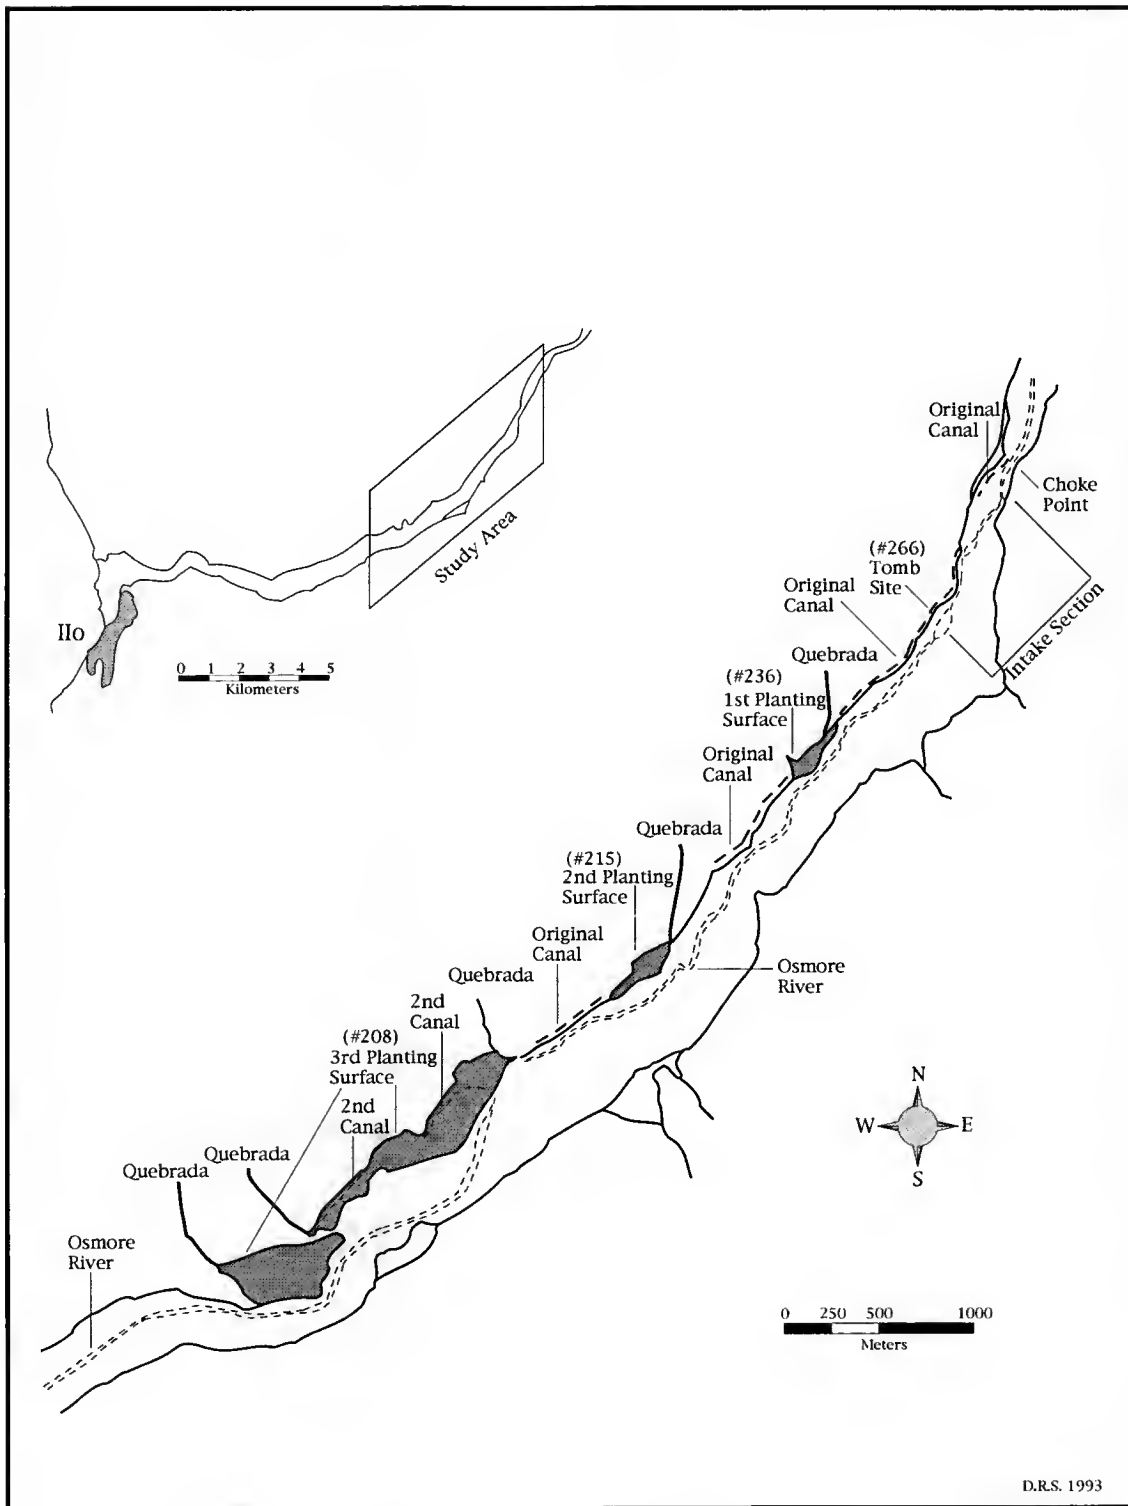 Original
Canal
Choke
Point
(#266)
Tomb
Site
Original
Canal
Intake Section
Quebrada
(#236)
1st Planting
Surface
Original
Canal
Quebrada
(#215)
2nd Planting
Surface
Original
Canal
Osmore
River
Quebrada
2nd
Canal
(#208)
3rd Planting
Surface
2nd
Canal
Quebrada
Quebrada
Osmore
River
Study Area
Ilo
0 1 2 3 4 5
Kilometers
N
W E
S
0 250 500 1000
Meters
D.R.S. 1993